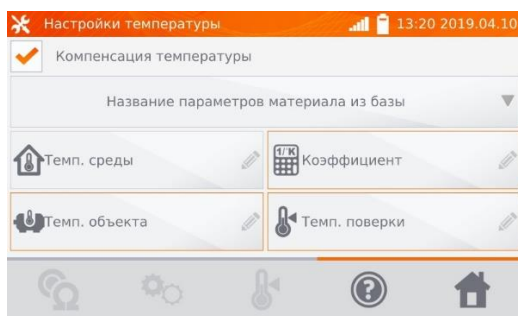 Настройки температуры 13:20 2019.04.10
Компенсация температуры
Название параметров материала из базы
Темп. среды
1/K Коэффициент
Темп. объекта
Темп. поверки
Ω
?